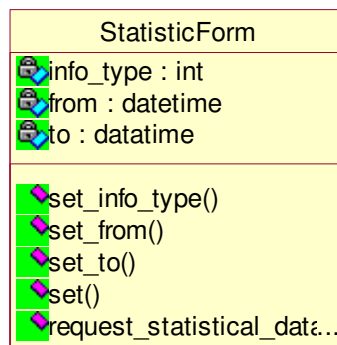 StatisticForm
info_type : int
from : datetime
to : datatime
set_info_type()
set_from()
set_to()
set()
request_statistical_data...